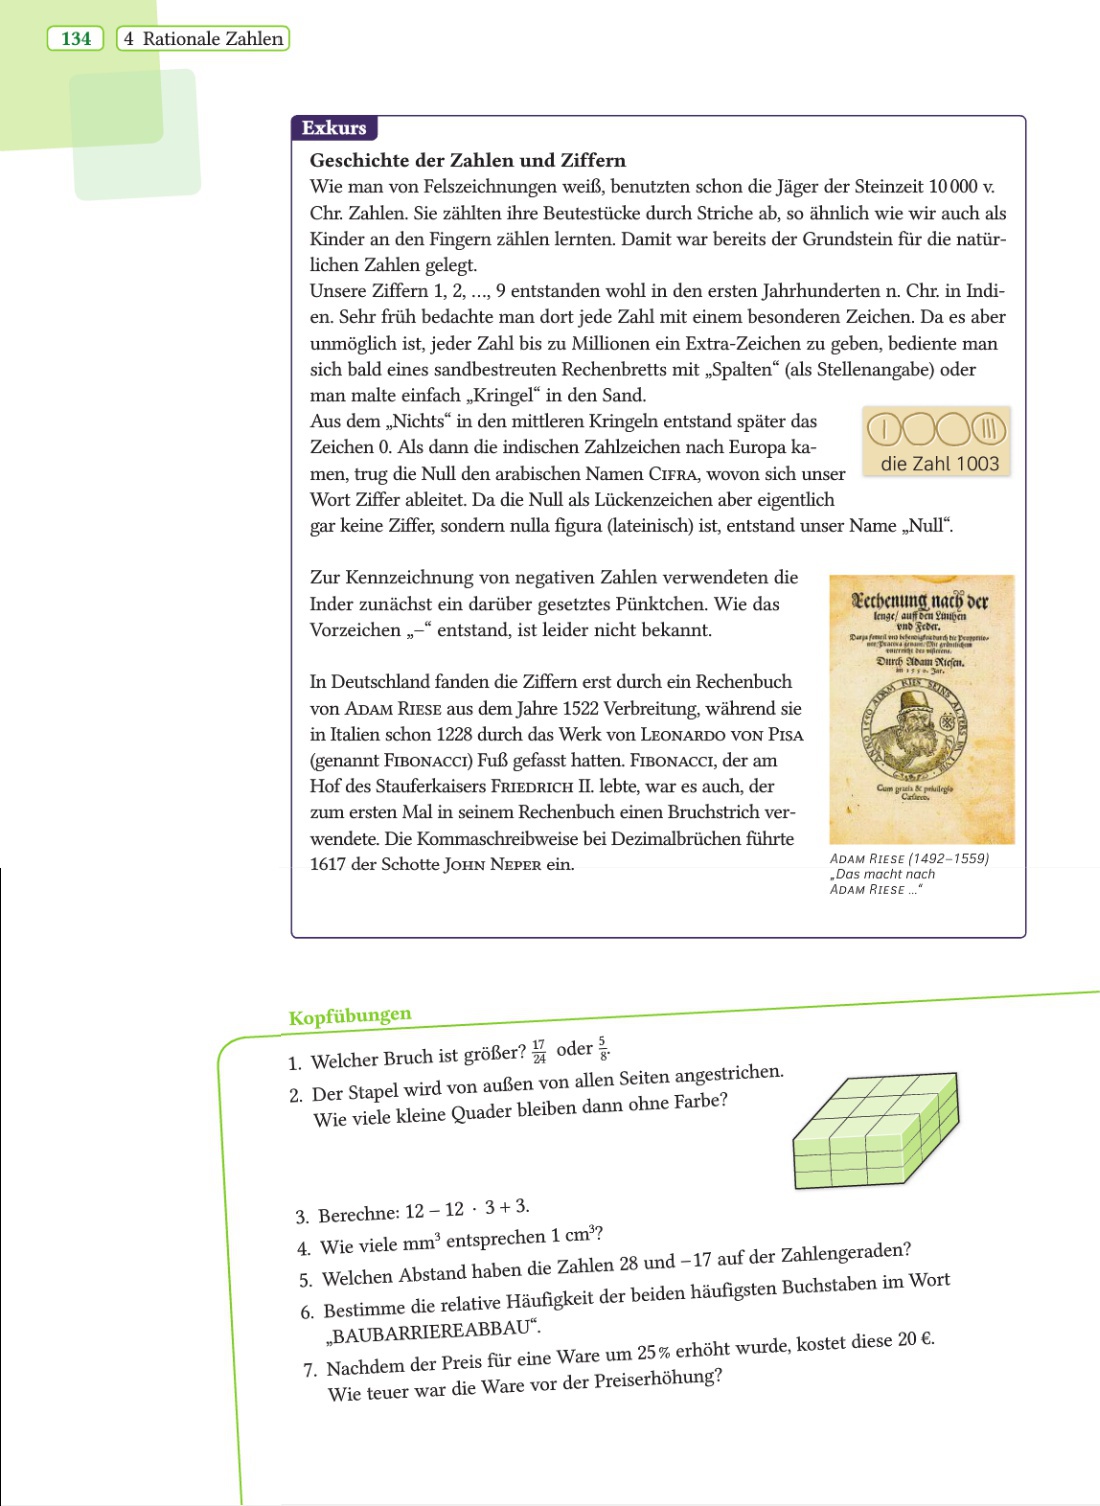 134
4 Rationale Zahlen
Exkurs
Geschichte der Zahlen und Ziffern
Wie man von Felszeichnungen weiß, benutzten schon die Jäger der Steinzeit 10 000 v.
Chr. Zahlen. Sie zählten ihre Beutestücke durch Striche ab, so ähnlich wie wir auch als
Kinder an den Fingern zählen lernten. Damit war bereits der Grundstein für die natür-
lichen Zahlen gelegt.
Unsere Ziffern 1, 2, ..., 9 entstanden wohl in den ersten Jahrhunderten n. Chr. in Indi-
en. Sehr früh bedachte man dort jede Zahl mit einem besonderen Zeichen. Da es aber
unmöglich ist, jeder Zahl bis zu Millionen ein Extra-Zeichen zu geben, bediente man
sich bald eines sandbestreuten Rechenbretts mit „Spalten“ (als Stellenangabe) oder
man malte einfach „Kringel“ in den Sand.
Aus dem „Nichts“ in den mittleren Kringeln entstand später das
Zeichen 0. Als dann die indischen Zahlzeichen nach Europa ka-
men, trug die Null den arabischen Namen CIFRA, wovon sich unser
Wort Ziffer ableitet. Da die Null als Lückenzeichen aber eigentlich
gar keine Ziffer, sondern nulla figura (lateinisch) ist, entstand unser Name „Null“.
die Zahl 1003
Zur Kennzeichnung von negativen Zahlen verwendeten die
Inder zunächst ein darüber gesetztes Pünktchen. Wie das
Vorzeichen „–“ entstand, ist leider nicht bekannt.
In Deutschland fanden die Ziffern erst durch ein Rechenbuch
von ADAM RIESE aus dem Jahre 1522 Verbreitung, während sie
in Italien schon 1228 durch das Werk von LEONARDO VON PISA
(genannt FIBONACCI) Fuß gefasst hatten. FIBONACCI, der am
Hof des Stauferkaisers FRIEDRICH II. lebte, war es auch, der
zum ersten Mal in seinem Rechenbuch einen Bruchstrich ver-
wendete. Die Kommaschreibweise bei Dezimalbrüchen führte
1617 der Schotte JOHN NEPER ein.
Rechenung nach der
lenge/ auff den Linihen
vnd Feder.
Durch Adam Riesen.
im 1550. Jar.
ANNO 1550 ADAM RIES SEINS ALTERS IM
Cum gratia & priuilegio
Caesareo.
ADAM RIESE (1492–1559)
„Das macht nach
ADAM RIESE ...“
Kopfübungen
1. Welcher Bruch ist größer? 17/24 oder 5/8.
2. Der Stapel wird von außen von allen Seiten angestrichen.
Wie viele kleine Quader bleiben dann ohne Farbe?
3. Berechne: 12 – 12 · 3 + 3.
4. Wie viele mm³ entsprechen 1 cm³?
5. Welchen Abstand haben die Zahlen 28 und –17 auf der Zahlengeraden?
6. Bestimme die relative Häufigkeit der beiden häufigsten Buchstaben im Wort
„BAUBARRIEREABBAU“.
7. Nachdem der Preis für eine Ware um 25 % erhöht wurde, kostet diese 20 €.
Wie teuer war die Ware vor der Preiserhöhung?